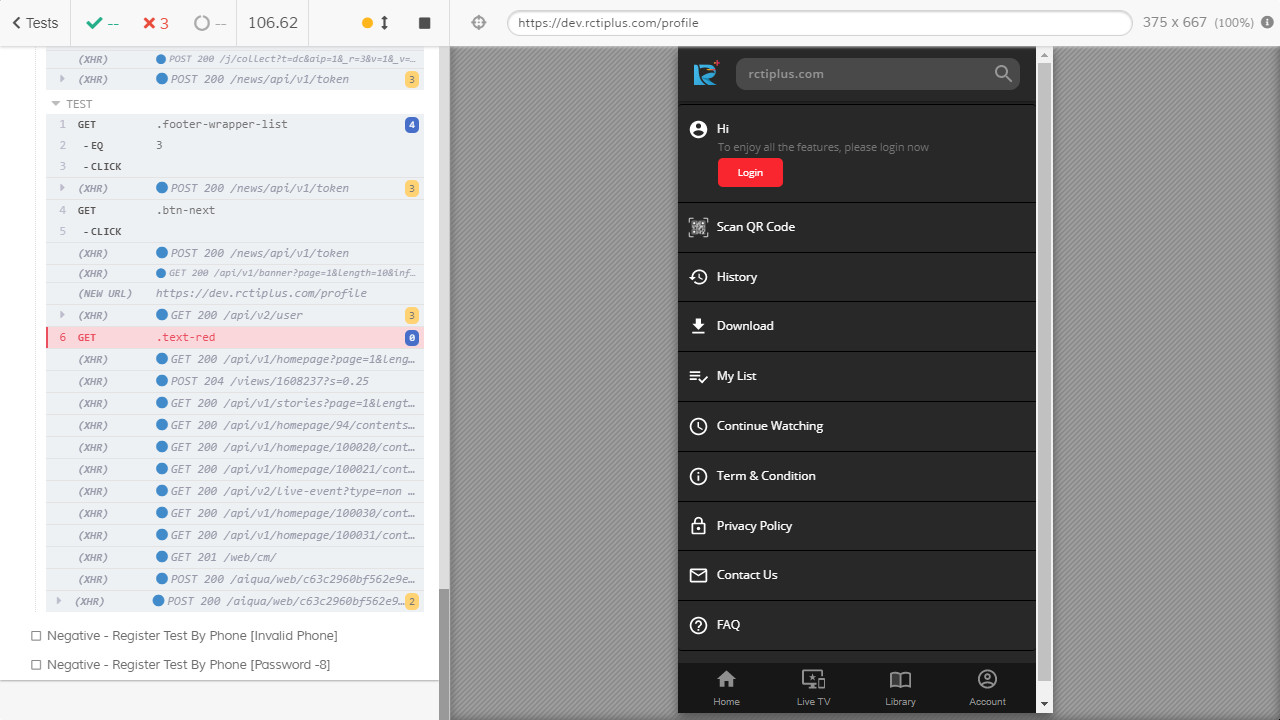 Tests
--
3
--
106.62
https://dev.rctiplus.com/profile
375 x 667 (100%)
(XHR) POST 200 /j/collect?t=dc&aip=1&_r=3&v=1&_v=…
(XHR) POST 200 /news/api/v1/token 3
TEST
1 GET .footer-wrapper-list 4
2 - EQ 3
3 - CLICK
(XHR) POST 200 /news/api/v1/token 3
4 GET .btn-next
5 - CLICK
(XHR) POST 200 /news/api/v1/token
(XHR) GET 200 /api/v1/banner?page=1&length=10&inf…
(NEW URL) https://dev.rctiplus.com/profile
(XHR) GET 200 /api/v2/user 3
6 GET .text-red 0
(XHR) GET 200 /api/v1/homepage?page=1&leng…
(XHR) POST 204 /views/1608237?s=0.25
(XHR) GET 200 /api/v1/stories?page=1&lengt…
(XHR) GET 200 /api/v1/homepage/94/contents…
(XHR) GET 200 /api/v1/homepage/100020/cont…
(XHR) GET 200 /api/v1/homepage/100021/cont…
(XHR) GET 200 /api/v2/live-event?type=non …
(XHR) GET 200 /api/v1/homepage/100030/cont…
(XHR) GET 200 /api/v1/homepage/100031/cont…
(XHR) GET 201 /web/cm/
(XHR) POST 200 /aiqua/web/c63c2960bf562e9e…
(XHR) POST 200 /aiqua/web/c63c2960bf562e9… 2
Negative - Register Test By Phone [Invalid Phone]
Negative - Register Test By Phone [Password -8]
rctiplus.com
Hi
To enjoy all the features, please login now
Login
Scan QR Code
History
Download
My List
Continue Watching
Term & Condition
Privacy Policy
Contact Us
FAQ
Home
Live TV
Library
Account